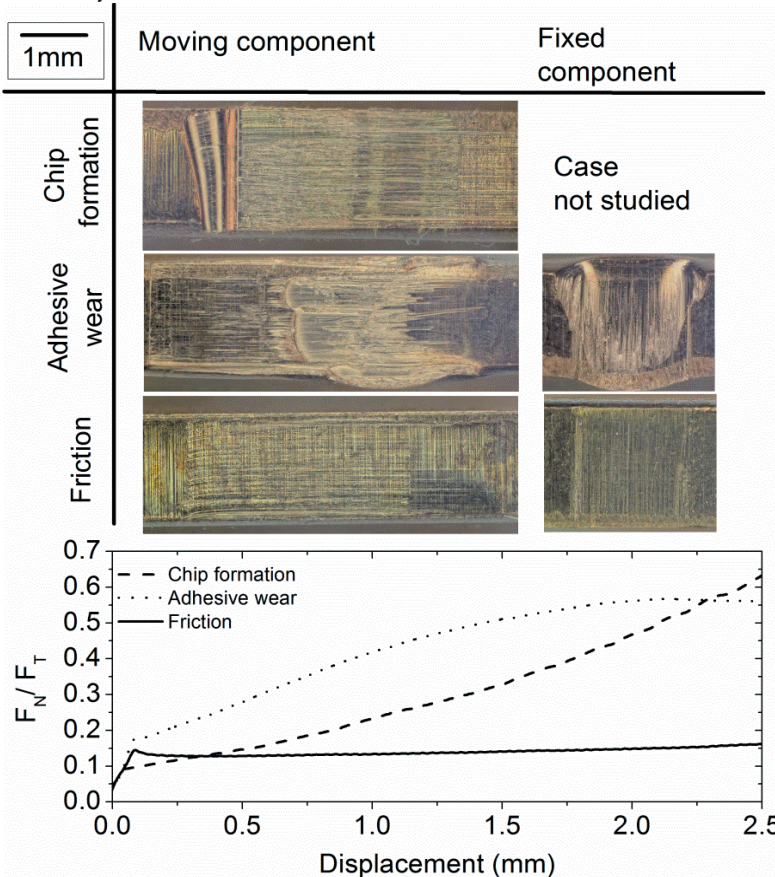 1mm
Moving component
Fixed
component
Chip
formation
Case
not studied
Adhesive
wear
Friction
0.7
0.6
0.5
0.4
0.3
0.2
0.1
0.0
F_N / F_T
Chip formation
Adhesive wear
Friction
0.0 0.5 1.0 1.5 2.0 2.5
Displacement (mm)